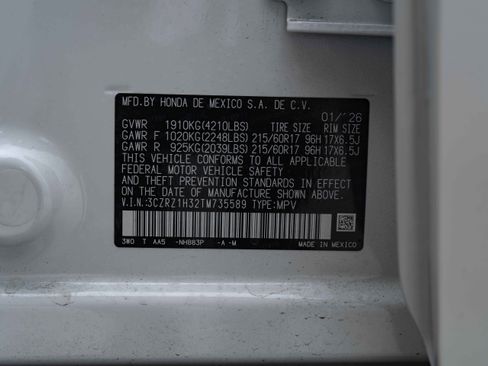 MFD.BY HONDA DE MEXICO S.A. DE C.V.
01/'26
GVWR 1910KG(4210LBS) TIRE SIZE RIM SIZE
GAWR F 1020KG(2248LBS) 215/60R17 96H 17X6.5J
GAWR R 925KG(2039LBS) 215/60R17 96H 17X6.5J
THIS VEHICLE CONFORMS TO ALL APPLICABLE
FEDERAL MOTOR VEHICLE SAFETY
AND THEFT PREVENTION STANDARDS IN EFFECT
ON THE DATE OF MANUFACTURE SHOWN ABOVE.
V.I.N:3CZRZ1H32TM735589 TYPE:MPV
3W0 T AA5 -NH883P -A -M MADE IN MEXICO